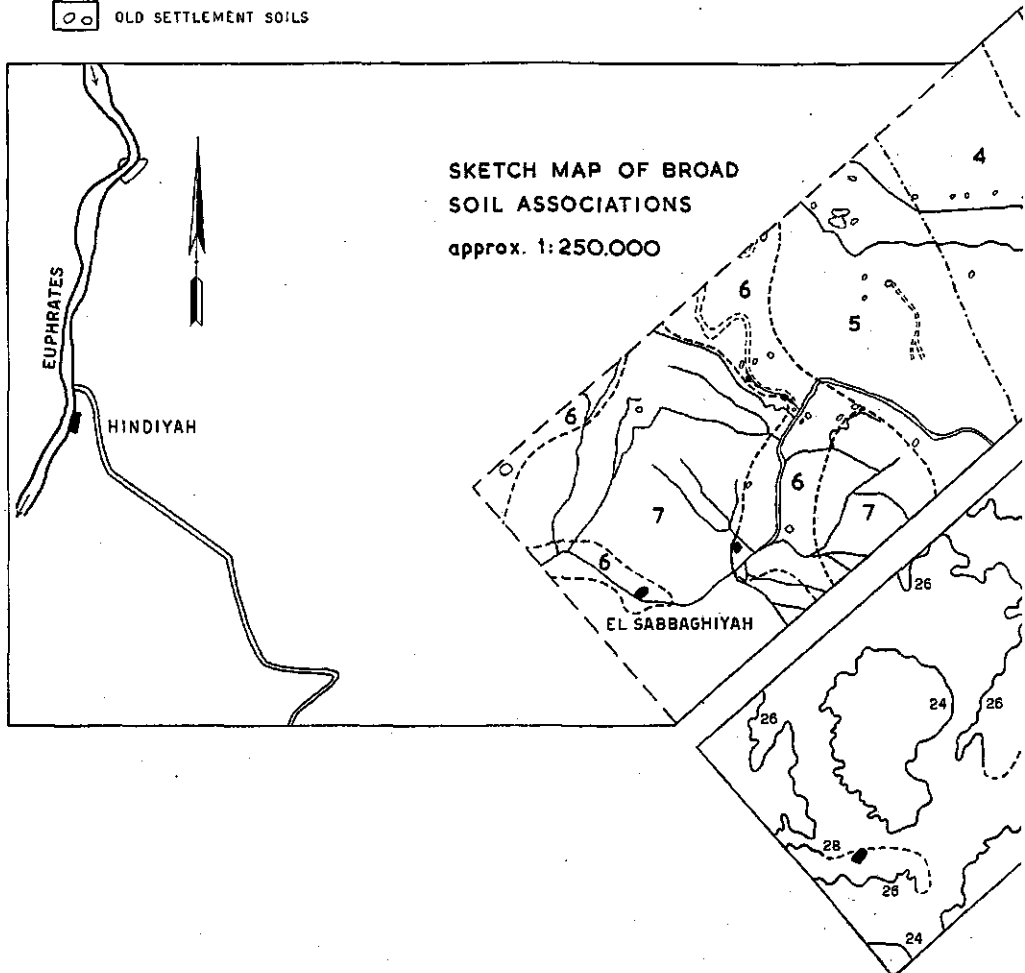 OLD SETTLEMENT SOILS
SKETCH MAP OF BROAD
SOIL ASSOCIATIONS
approx. 1:250.000
4
EUPHRATES
6
5
HINDIYAH
6
6
7
7
6
26
EL SABBAGHIYAH
24
26
26
28
26
24